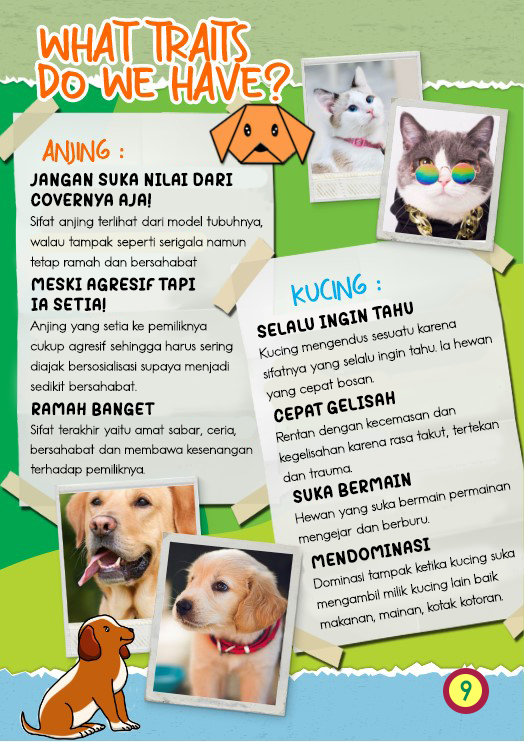 WHAT TRAITS
DO WE HAVE?
ANJING :
JANGAN SUKA NILAI DARI
COVERNYA AJA!
Sifat anjing terlihat dari model tubuhnya,
walau tampak seperti serigala namun
tetap ramah dan bersahabat
MESKI AGRESIF TAPI
IA SETIA!
Anjing yang setia ke pemiliknya
cukup agresif sehingga harus sering
diajak bersosialisasi supaya menjadi
sedikit bersahabat.
RAMAH BANGET
Sifat terakhir yaitu amat sabar, ceria,
bersahabat dan membawa kesenangan
terhadap pemiliknya.
KUCING :
SELALU INGIN TAHU
Kucing mengendus sesuatu karena
sifatnya yang selalu ingin tahu. Ia hewan
yang cepat bosan.
CEPAT GELISAH
Rentan dengan kecemasan dan
kegelisahan karena rasa takut, tertekan
dan trauma.
SUKA BERMAIN
Hewan yang suka bermain permainan
mengejar dan berburu.
MENDOMINASI
Dominasi tampak ketika kucing suka
mengambil milik kucing lain baik
makanan, mainan, kotak kotoran.
9